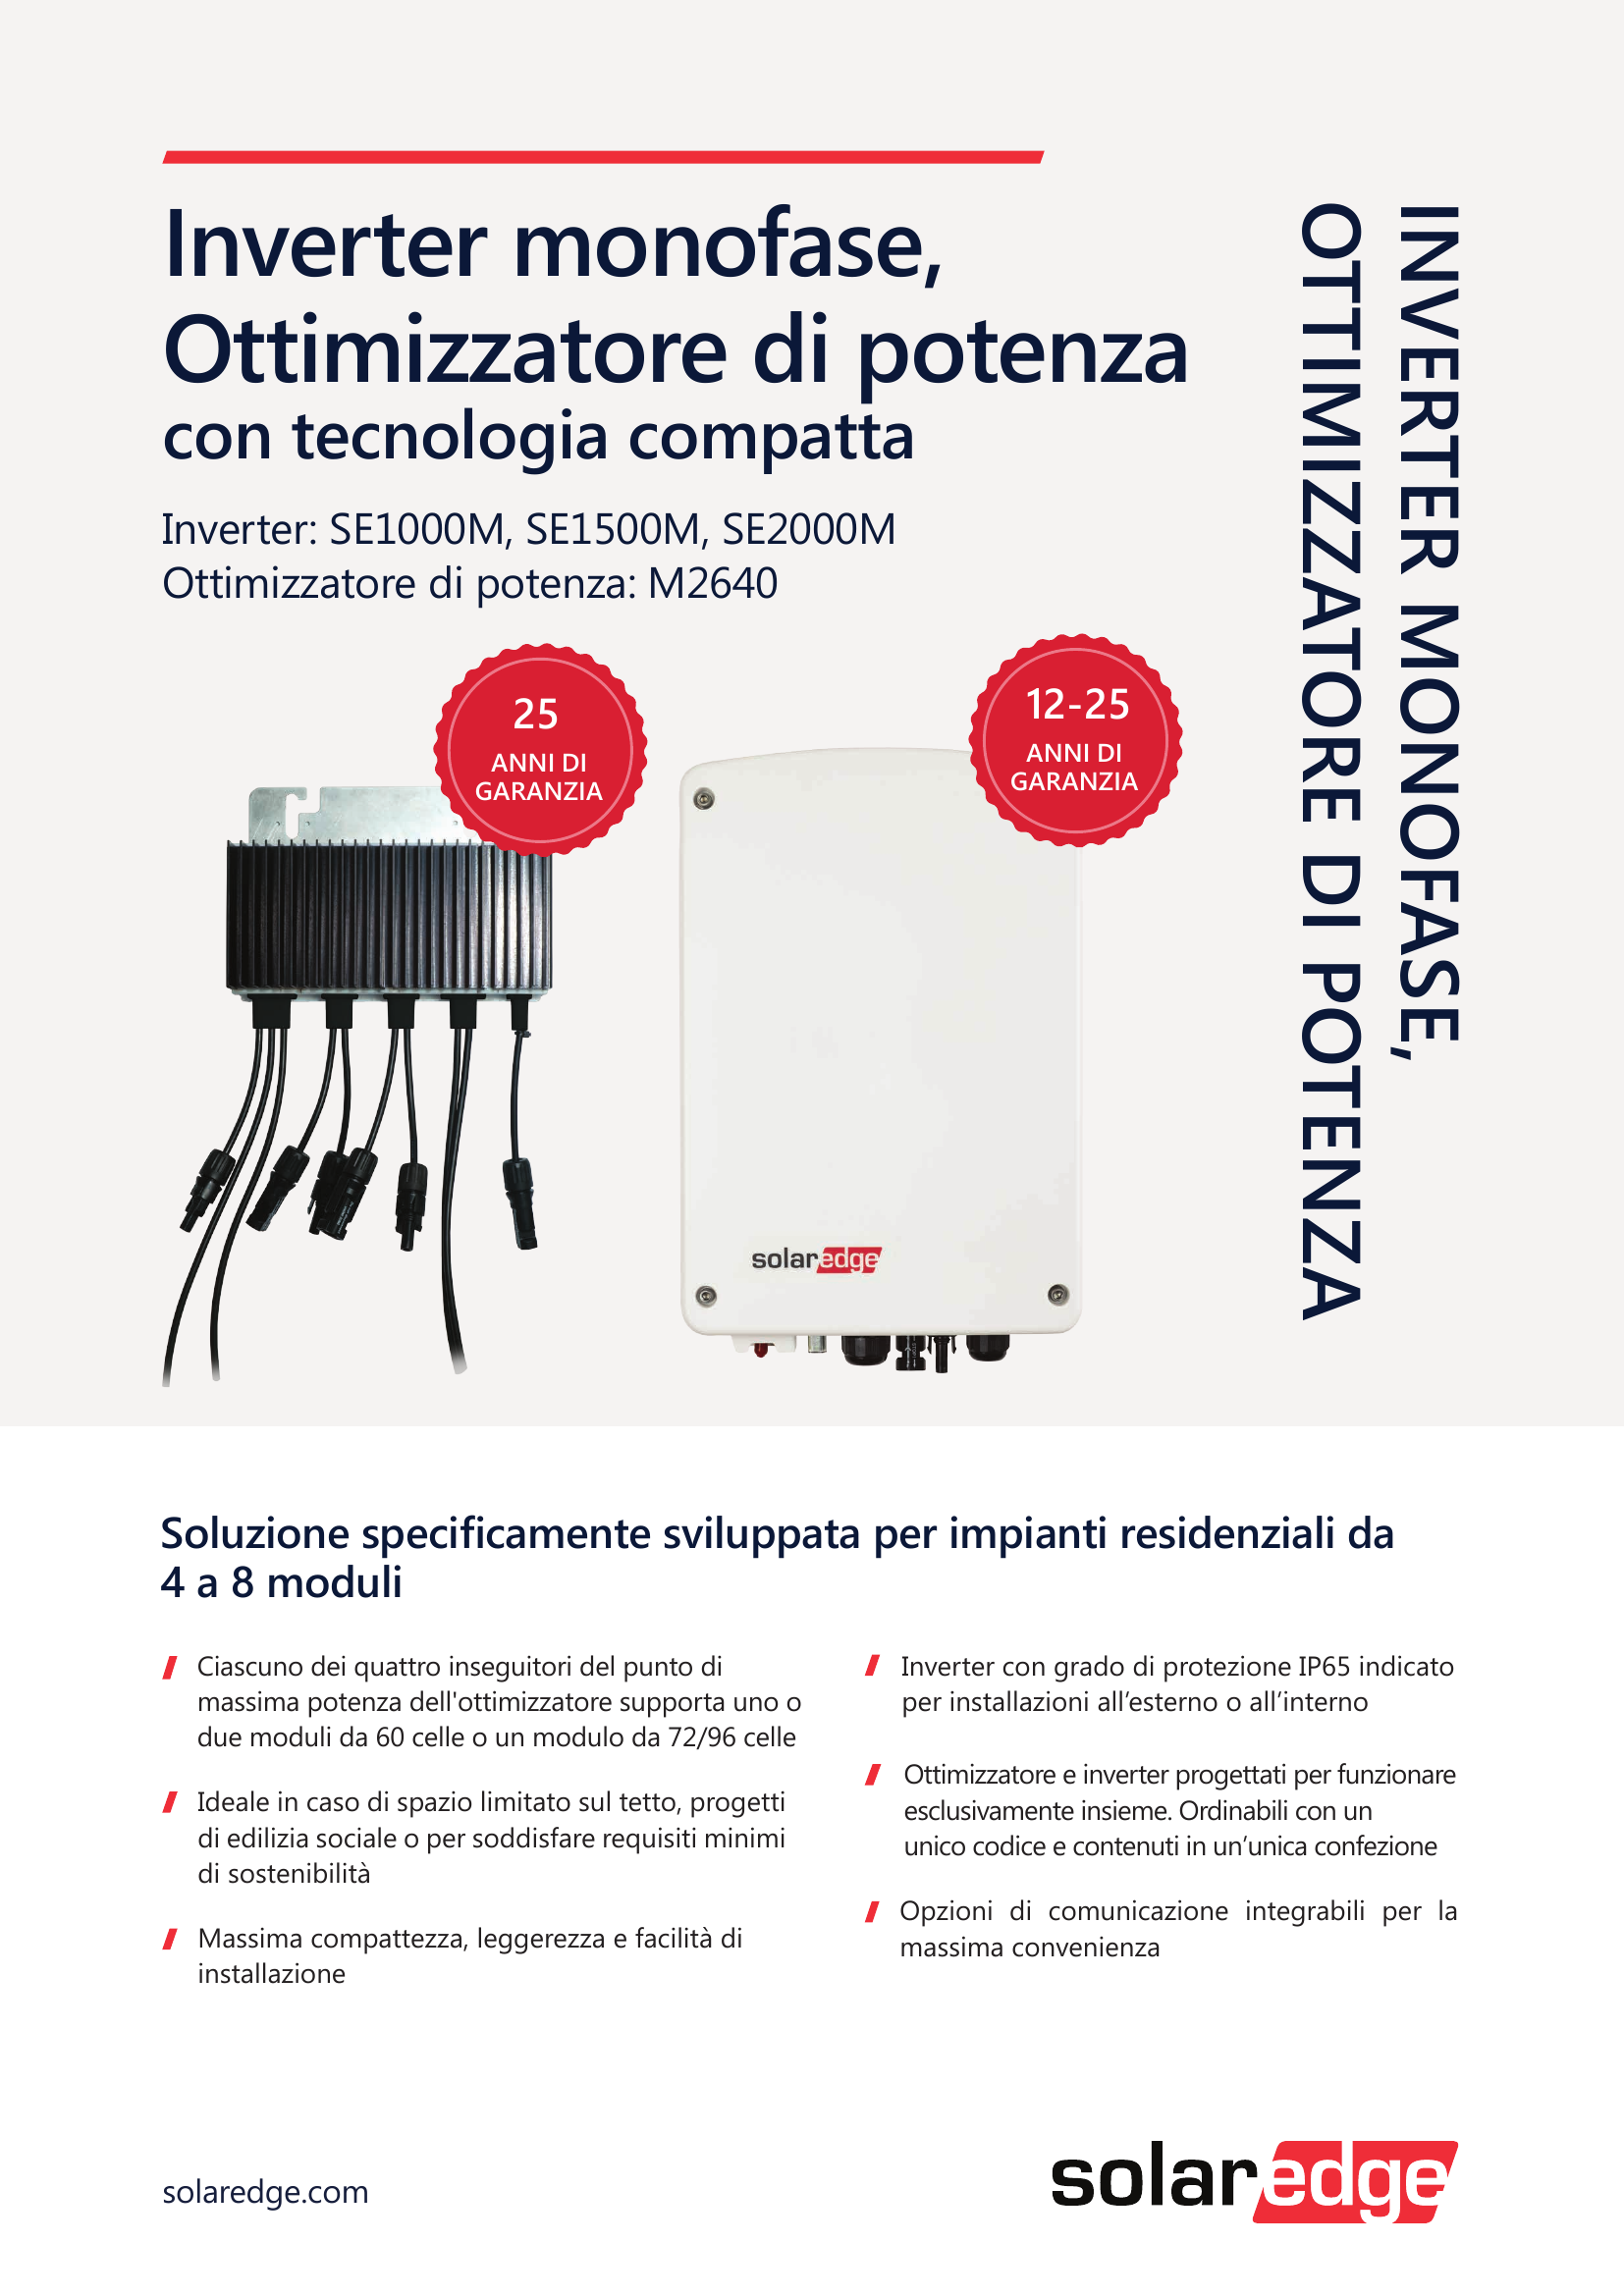 Inverter monofase,
Ottimizzatore di potenza
con tecnologia compatta
Inverter: SE1000M, SE1500M, SE2000M
Ottimizzatore di potenza: M2640
INVERTER MONOFASE,
OTTIMIZZATORE DI POTENZA
25
ANNI DI
GARANZIA
12-25
ANNI DI
GARANZIA
solaredge
Soluzione specificamente sviluppata per impianti residenziali da
4 a 8 moduli
Ciascuno dei quattro inseguitori del punto di
massima potenza dell'ottimizzatore supporta uno o
due moduli da 60 celle o un modulo da 72/96 celle
Ideale in caso di spazio limitato sul tetto, progetti
di edilizia sociale o per soddisfare requisiti minimi
di sostenibilità
Massima compattezza, leggerezza e facilità di
installazione
Inverter con grado di protezione IP65 indicato
per installazioni all’esterno o all’interno
Ottimizzatore e inverter progettati per funzionare
esclusivamente insieme. Ordinabili con un
unico codice e contenuti in un’unica confezione
Opzioni di comunicazione integrabili per la
massima convenienza
solaredge.com
solaredge